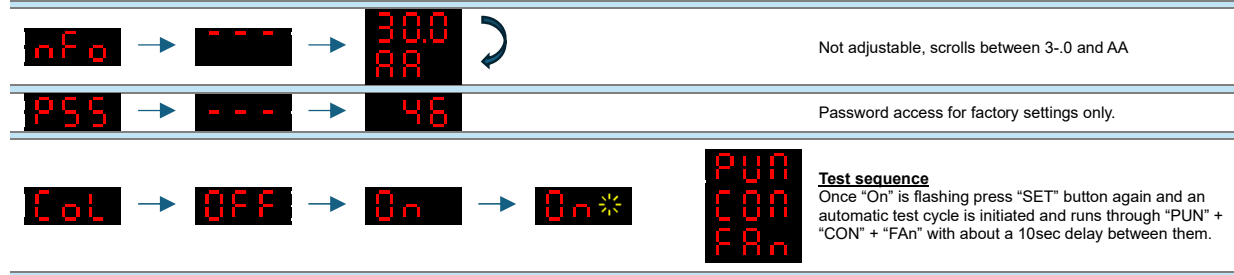 nFo --- 30.0
AA
Not adjustable, scrolls between 3-.0 and AA
PSS --- 46
Password access for factory settings only.
CoL OFF On On
PUN
CON
FAn
Test sequence
Once “On” is flashing press “SET” button again and an
automatic test cycle is initiated and runs through “PUN” +
“CON” + “FAn” with about a 10sec delay between them.